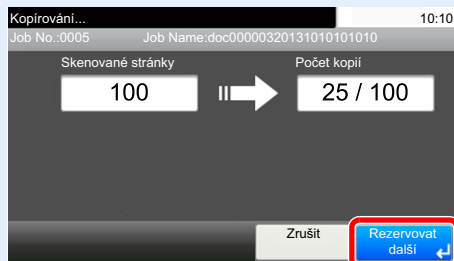 Kopírování...
10:10
Job No.:0005 Job Name:doc00000320131010101010
Skenované stránky
Počet kopií
100
25 / 100
Zrušit
Rezervovat
další